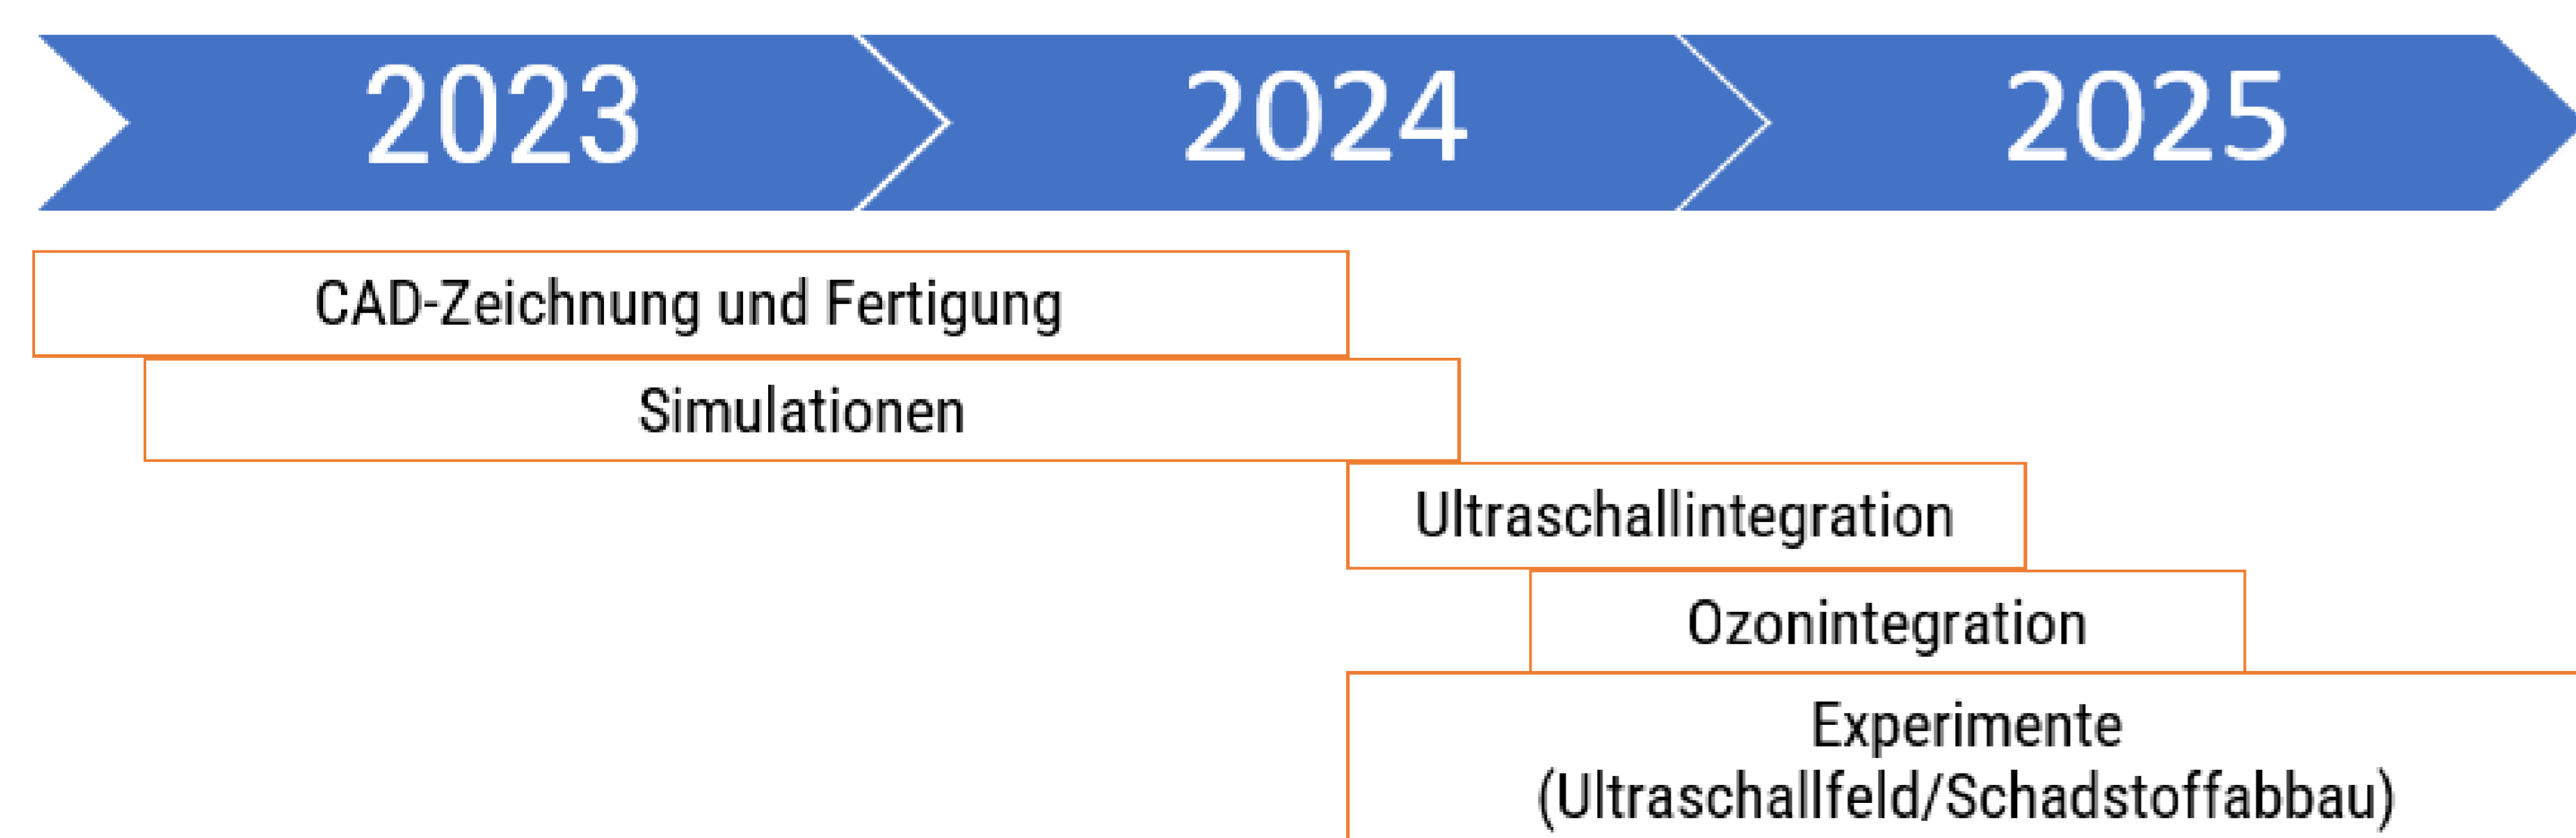 2023 2024 2025
CAD-Zeichnung und Fertigung
Simulationen
Ultraschallintegration
Ozonintegration
Experimente
(Ultraschallfeld/Schadstoffabbau)